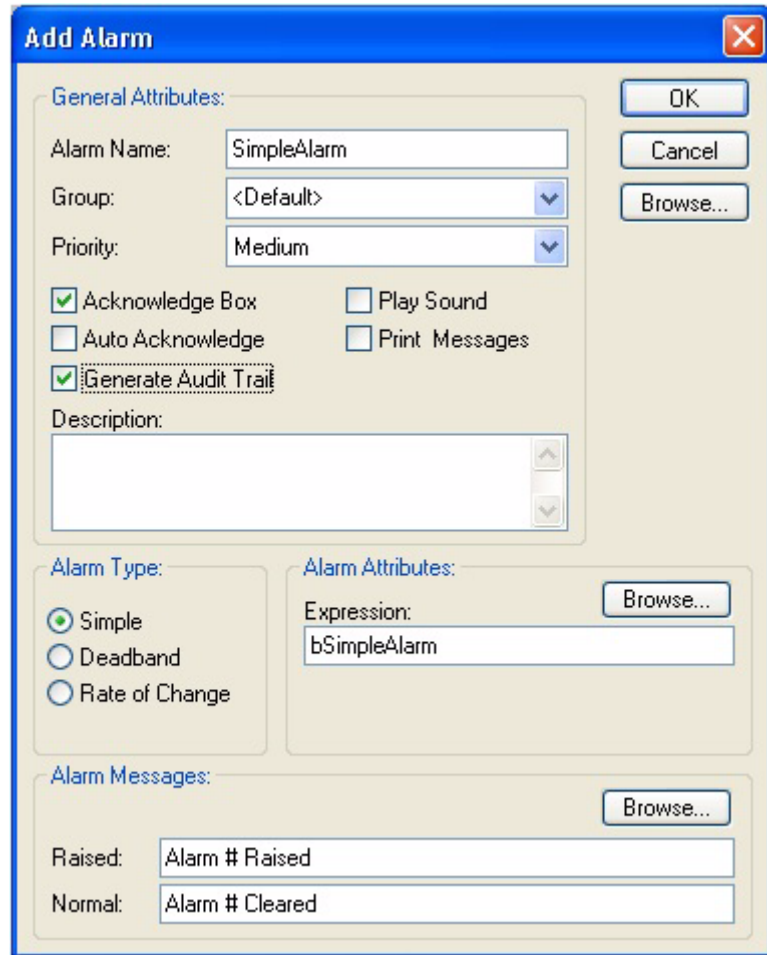 Add Alarm
General Attributes:
OK
Alarm Name: SimpleAlarm
Cancel
Group: <Default>
Browse...
Priority: Medium
Acknowledge Box Play Sound
Auto Acknowledge Print Messages
Generate Audit Trail
Description:
Alarm Type:
Simple
Deadband
Rate of Change
Alarm Attributes:
Browse...
Expression:
bSimpleAlarm
Alarm Messages:
Browse...
Raised: Alarm # Raised
Normal: Alarm # Cleared